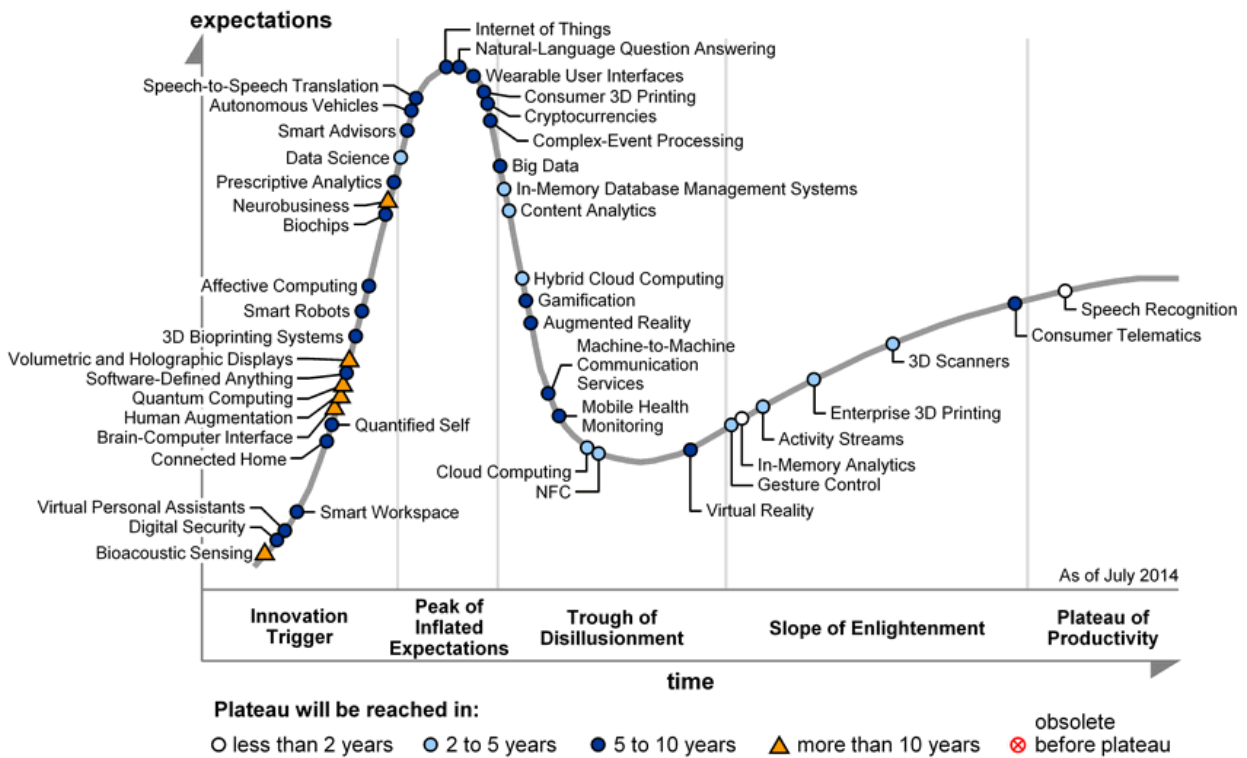 expectations
Internet of Things
Natural-Language Question Answering
Wearable User Interfaces
Consumer 3D Printing
Cryptocurrencies
Complex-Event Processing
Speech-to-Speech Translation
Autonomous Vehicles
Smart Advisors
Data Science
Prescriptive Analytics
Neurobusiness
Biochips
Big Data
In-Memory Database Management Systems
Content Analytics
Affective Computing
Smart Robots
3D Bioprinting Systems
Volumetric and Holographic Displays
Software-Defined Anything
Quantum Computing
Human Augmentation
Brain-Computer Interface
Connected Home
Quantified Self
Virtual Personal Assistants
Digital Security
Bioacoustic Sensing
Smart Workspace
Hybrid Cloud Computing
Gamification
Augmented Reality
Machine-to-Machine
Communication
Services
Mobile Health
Monitoring
Cloud Computing
NFC
Virtual Reality
Gesture Control
In-Memory Analytics
Activity Streams
Enterprise 3D Printing
3D Scanners
Consumer Telematics
Speech Recognition
As of July 2014
Innovation
Trigger
Peak of
Inflated
Expectations
Trough of
Disillusionment
Slope of Enlightenment
Plateau of
Productivity
time
Plateau will be reached in:
less than 2 years
2 to 5 years
5 to 10 years
more than 10 years
obsolete
before plateau